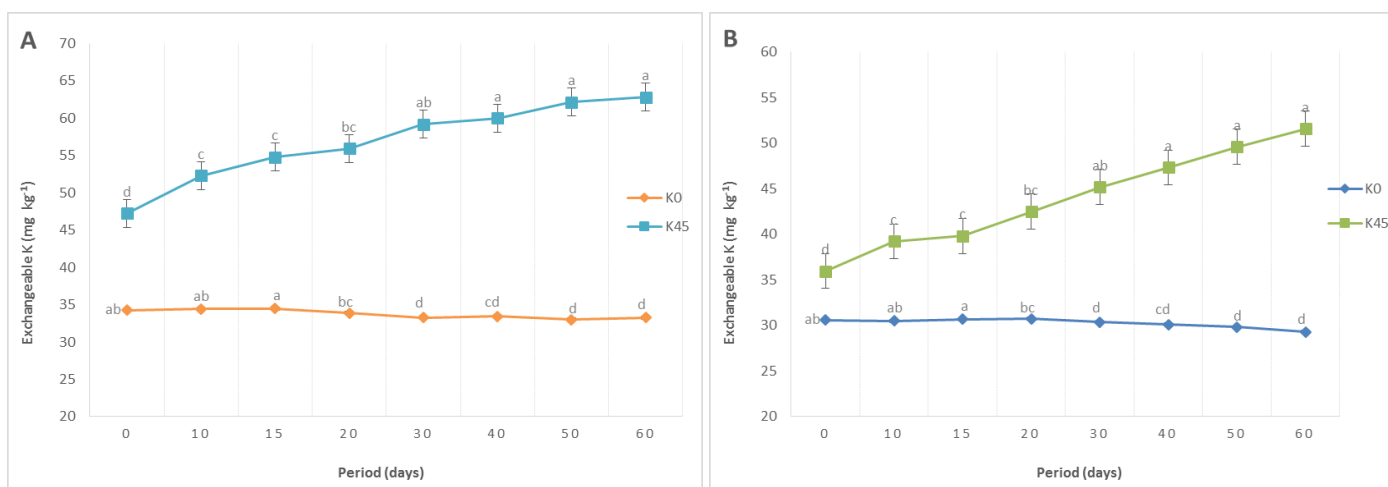 A
Exchangeable K (mg kg⁻¹)
70
65
60
55
50
45
40
35
30
25
20
d c c bc ab a a a
ab ab a bc d cd d d
0 10 15 20 30 40 50 60
Period (days)
K0
K45
B
Exchangeable K (mg kg⁻¹)
60
55
50
45
40
35
30
25
20
d c c bc ab a a a
ab ab a bc d cd d d
0 10 15 20 30 40 50 60
Period (days)
K0
K45